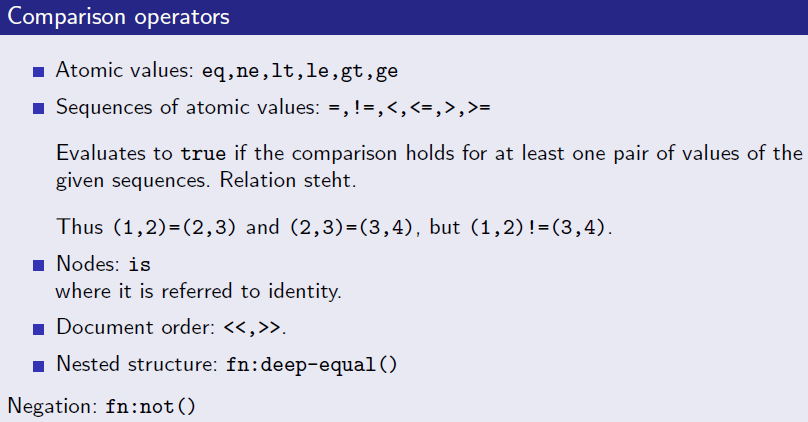 Comparison operators
Atomic values: eq,ne,lt,le,gt,ge
Sequences of atomic values: =,!=,<,<=,>,>=
Evaluates to true if the comparison holds for at least one pair of values of the
given sequences. Relation steht.
Thus (1,2)=(2,3) and (2,3)=(3,4), but (1,2)!=(3,4).
Nodes: is
where it is referred to identity.
Document order: <<,>>.
Nested structure: fn:deep-equal()
Negation: fn:not()